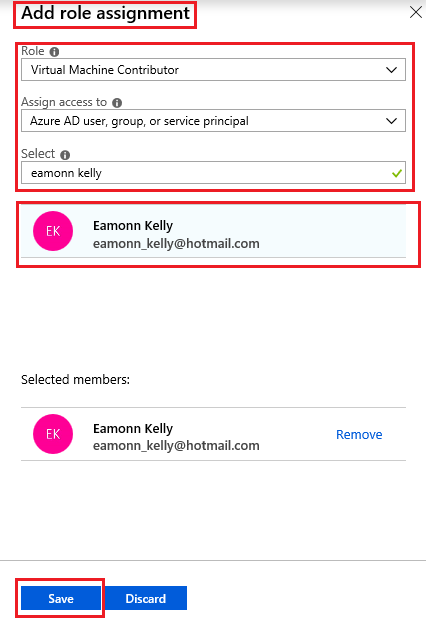 Add role assignment
Role
Virtual Machine Contributor
Assign access to
Azure AD user, group, or service principal
Select
eamonn kelly
EK
Eamonn Kelly
eamonn_kelly@hotmail.com
Selected members:
EK
Eamonn Kelly
eamonn_kelly@hotmail.com
Remove
Save
Discard